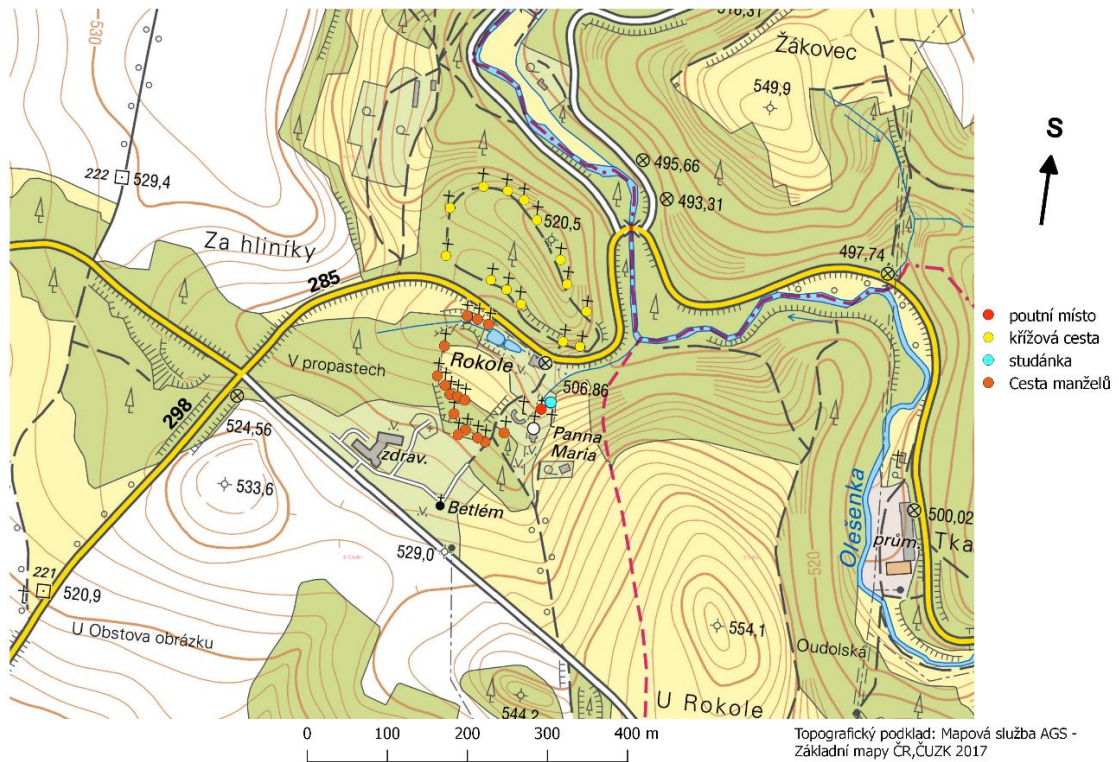 530
516,31
Žákovec
549,9
222
529,4
495,66
493,31
520,5
Za hliníky
497,74
285
V propastech
Rokole
506,86
298
524,56
533,6
zdrav.
Panna
Maria
Betlém
529,0
Olešenka
500,02
prům.
Tka
520
221
520,9
U Obstova obrázku
554,1
Oudolská
544,2
U Rokole
S
poutní místo
křížová cesta
studánka
Cesta manželů
0 100 200 300 400 m
Topografický podklad: Mapová služba AGS -
Základní mapy ČR,ČUZK 2017